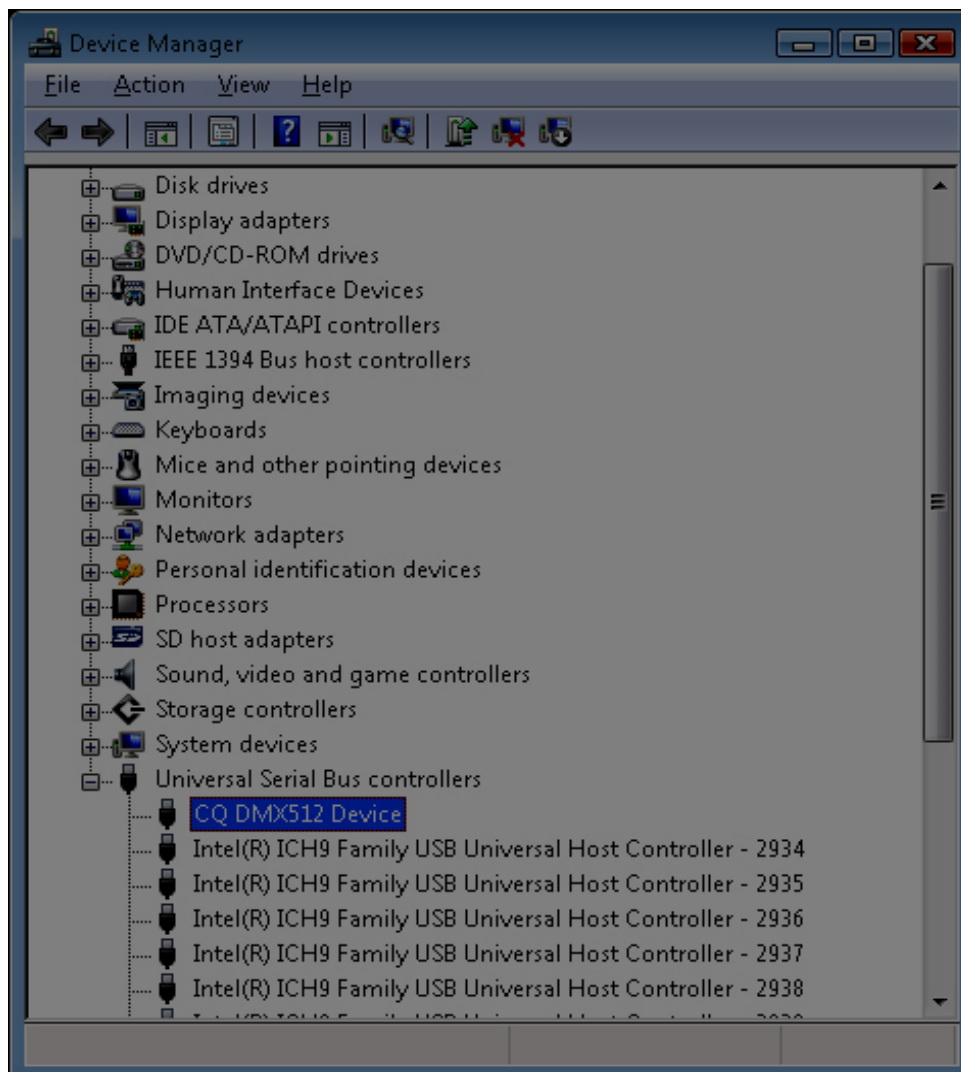 Device Manager
File Action View Help
Disk drives
Display adapters
DVD/CD-ROM drives
Human Interface Devices
IDE ATA/ATAPI controllers
IEEE 1394 Bus host controllers
Imaging devices
Keyboards
Mice and other pointing devices
Monitors
Network adapters
Personal identification devices
Processors
SD host adapters
Sound, video and game controllers
Storage controllers
System devices
Universal Serial Bus controllers
CQ DMX512 Device
Intel(R) ICH9 Family USB Universal Host Controller - 2934
Intel(R) ICH9 Family USB Universal Host Controller - 2935
Intel(R) ICH9 Family USB Universal Host Controller - 2936
Intel(R) ICH9 Family USB Universal Host Controller - 2937
Intel(R) ICH9 Family USB Universal Host Controller - 2938